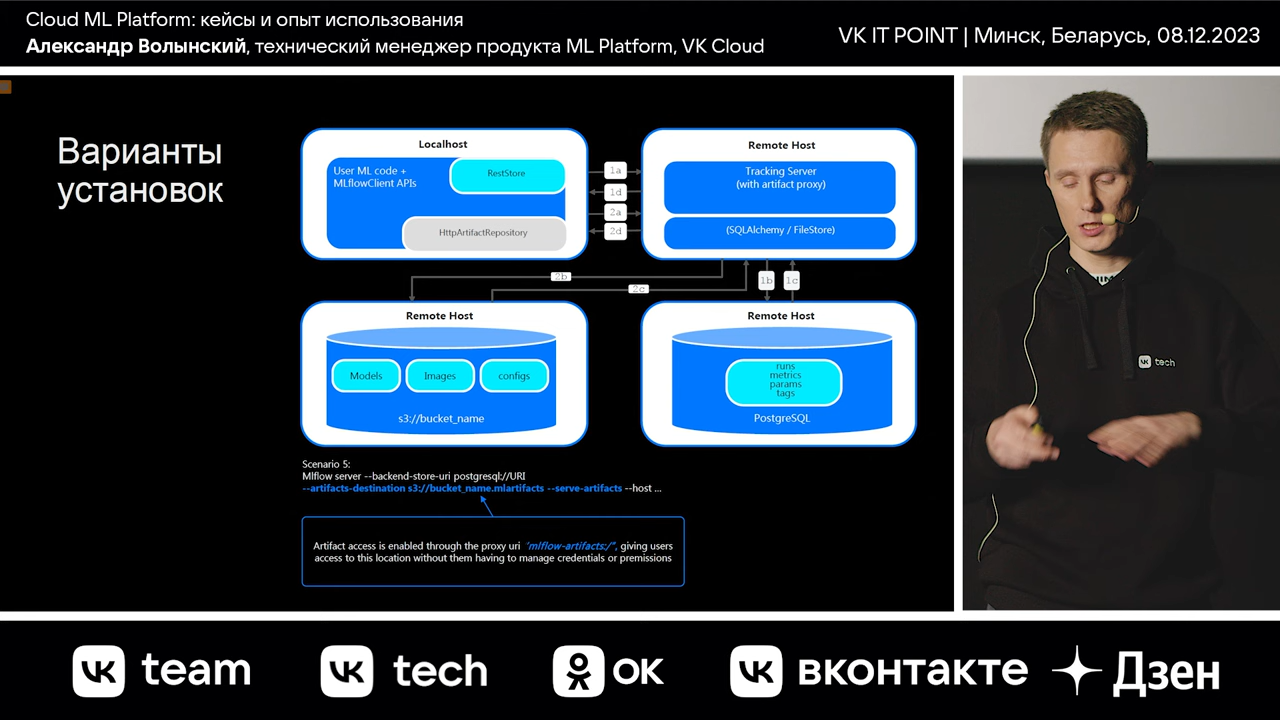 Cloud ML Platform: кейсы и опыт использования
Александр Волынский, технический менеджер продукта ML Platform, VK Cloud
VK IT POINT | Минск, Беларусь, 08.12.2023
Варианты
установок
Localhost
User ML code +
MLflowClient APIs
RestStore
HttpArtifactRepository
1a
1d
2a
2d
Remote Host
Tracking Server
(with artifact proxy)
(SQLAlchemy / FileStore)
2b
2c
1b
1c
Remote Host
Models
Images
configs
s3://bucket_name
Remote Host
runs
metrics
params
tags
PostgreSQL
Scenario 5:
Mlflow server --backend-store-uri postgresql://URI
--artifacts-destination s3://bucket_name.mlartifacts --serve-artifacts --host ...
Artifact access is enabled through the proxy uri 'mlflow-artifacts:/", giving users
access to this location without them having to manage credentials or premissions
VK tech
VK team
VK tech
ОК
VK вконтакте
Дзен